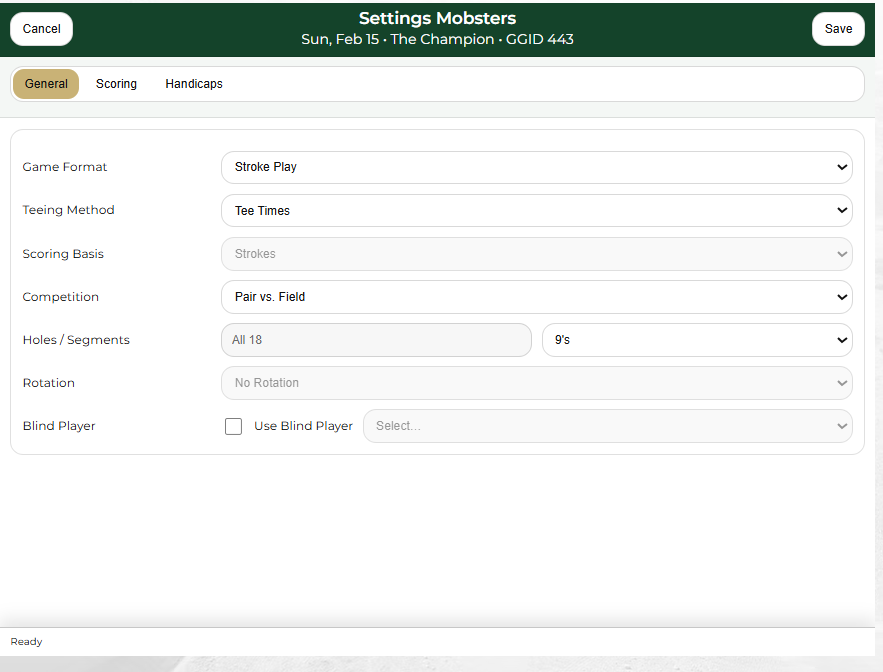 Cancel
Settings Mobsters
Save
Sun, Feb 15 • The Champion • GGID 443
General Scoring Handicaps
Game Format Stroke Play
Teeing Method Tee Times
Scoring Basis Strokes
Competition Pair vs. Field
Holes / Segments All 18 9's
Rotation No Rotation
Blind Player Use Blind Player Select...
Ready